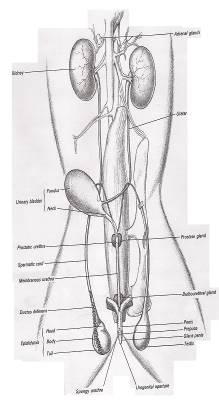 Adrenal glands
Kidney
Ureter
Fundus
Urinary bladder
Neck
Prostatic urethra
Prostate gland
Spermatic cord
Membranous urethra
Bulbourethral gland
Ductus deferens
Penis
Head
Prepuce
Epididymis
Body
Glans penis
Tail
Testis
Spongy urethra
Urogenital aperture